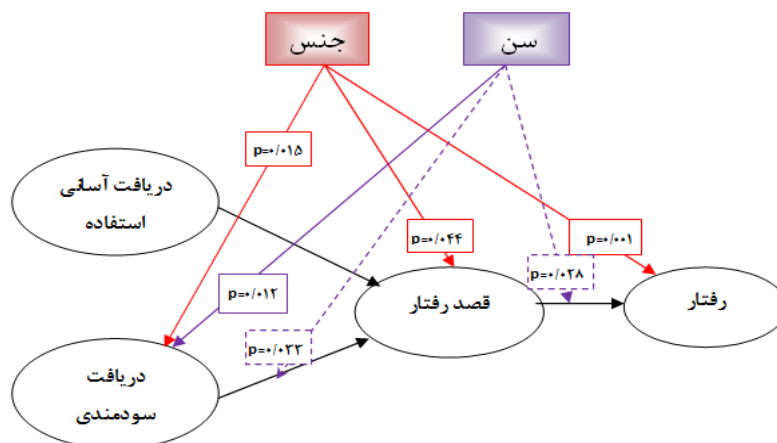 جنس
سن
p=۰/۰۱۵
دریافت آسانی
استفاده
p=۰/۰۴۴
p=۰/۰۰۱
p=۰/۰۱۲
p=۰/۰۲۸
قصد رفتار
رفتار
p=۰/۰۳۳
دریافت
سودمندی